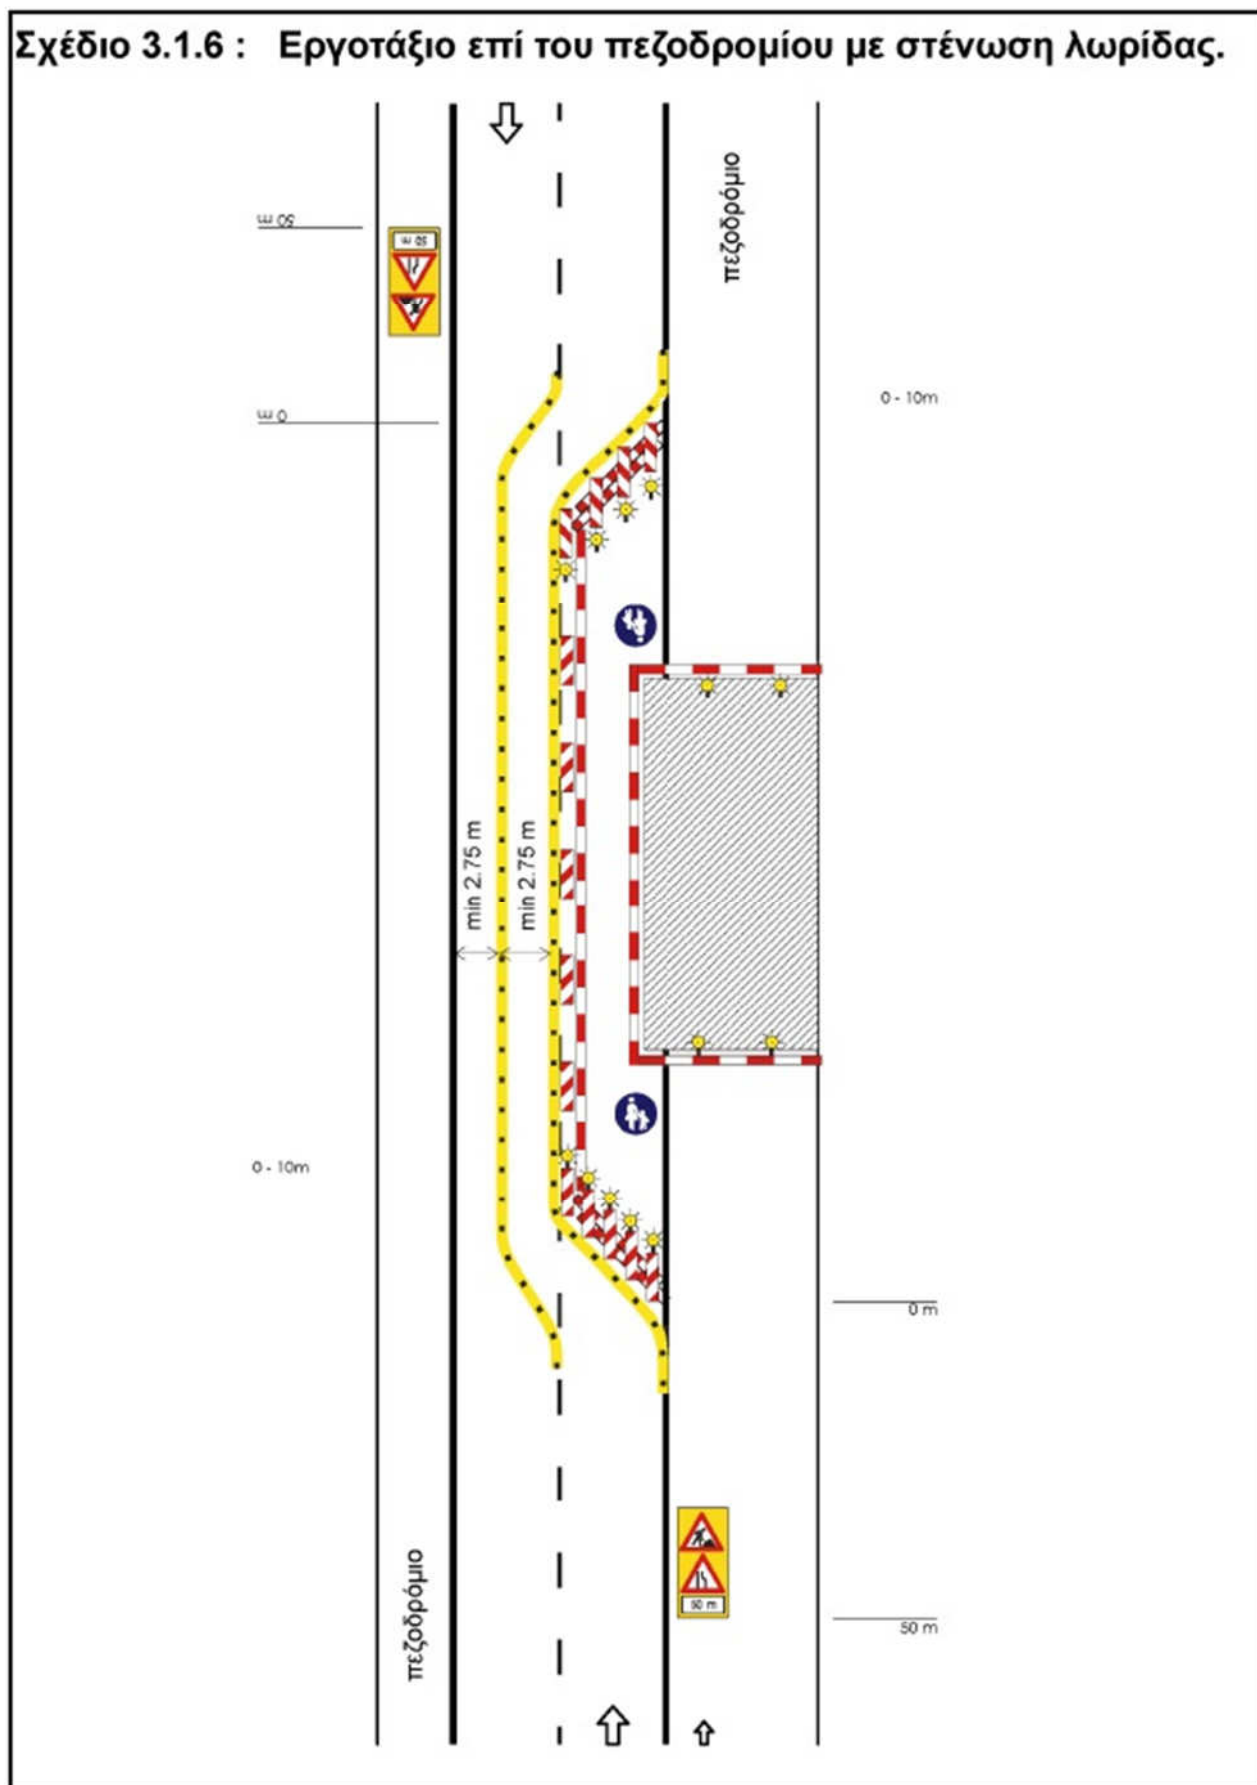 Σχέδιο 3.1.6 :   Εργοτάξιο επί του πεζοδρομίου με στένωση λωρίδας.
πεζοδρόμιο
50 m
50 m
0 - 10m
0 m
min 2.75 m
min 2.75 m
0 - 10m
0 m
πεζοδρόμιο
50 m
50 m